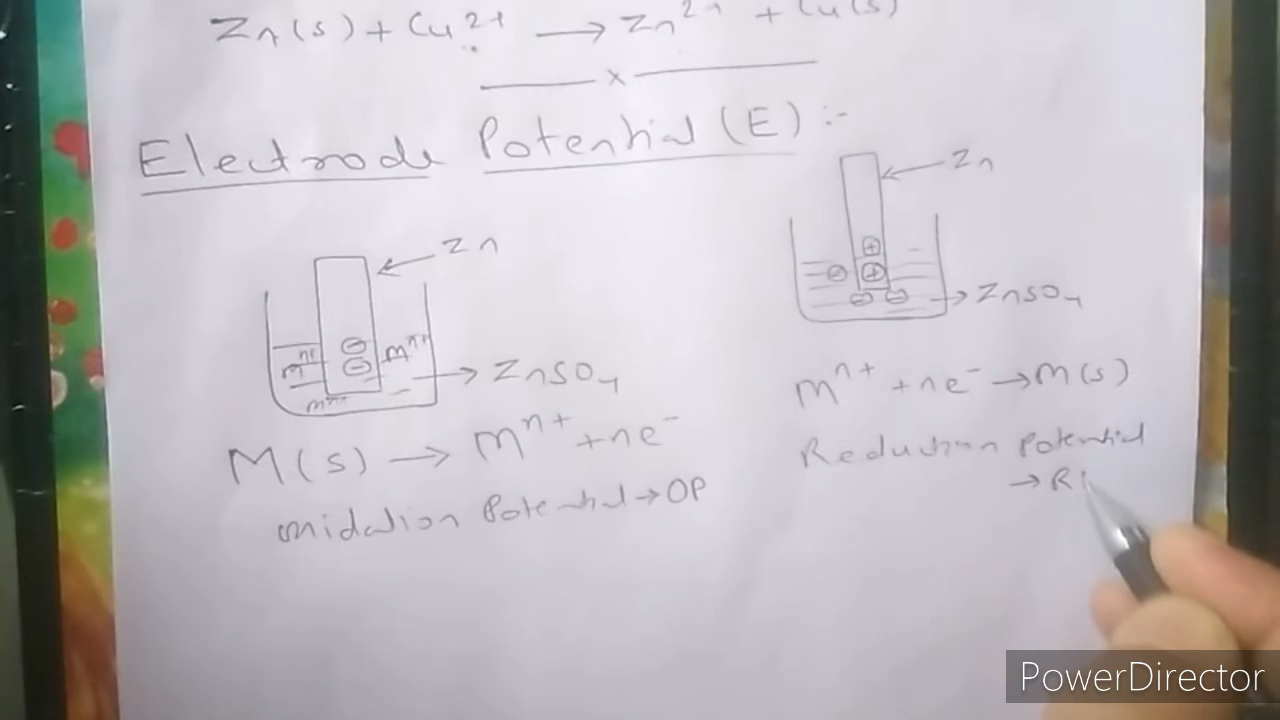 Zn(s) + Cu²⁺ → Zn²⁺ + Cu(s)
x
Electrode Potential (E) :-
Zn
⊖
⊖
mⁿ⁺
mⁿ⁺
mⁿ⁺
→ ZnSO4
M(s) → mⁿ⁺ + ne⁻
oxidation Potential → OP
Zn
⊕
⊖ ⊕
⊖ ⊖
→ ZnSO4
mⁿ⁺ + ne⁻ → M(s)
Reduction Potential
→ R
PowerDirector